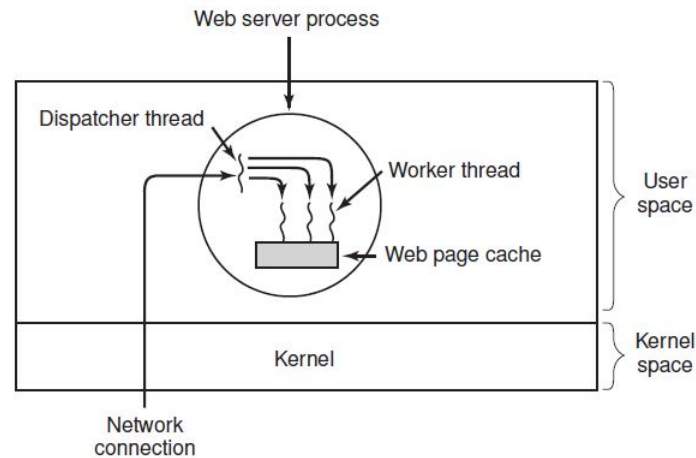 Web server process
Dispatcher thread
Worker thread
User
space
Web page cache
Kernel
Kernel
space
Network
connection